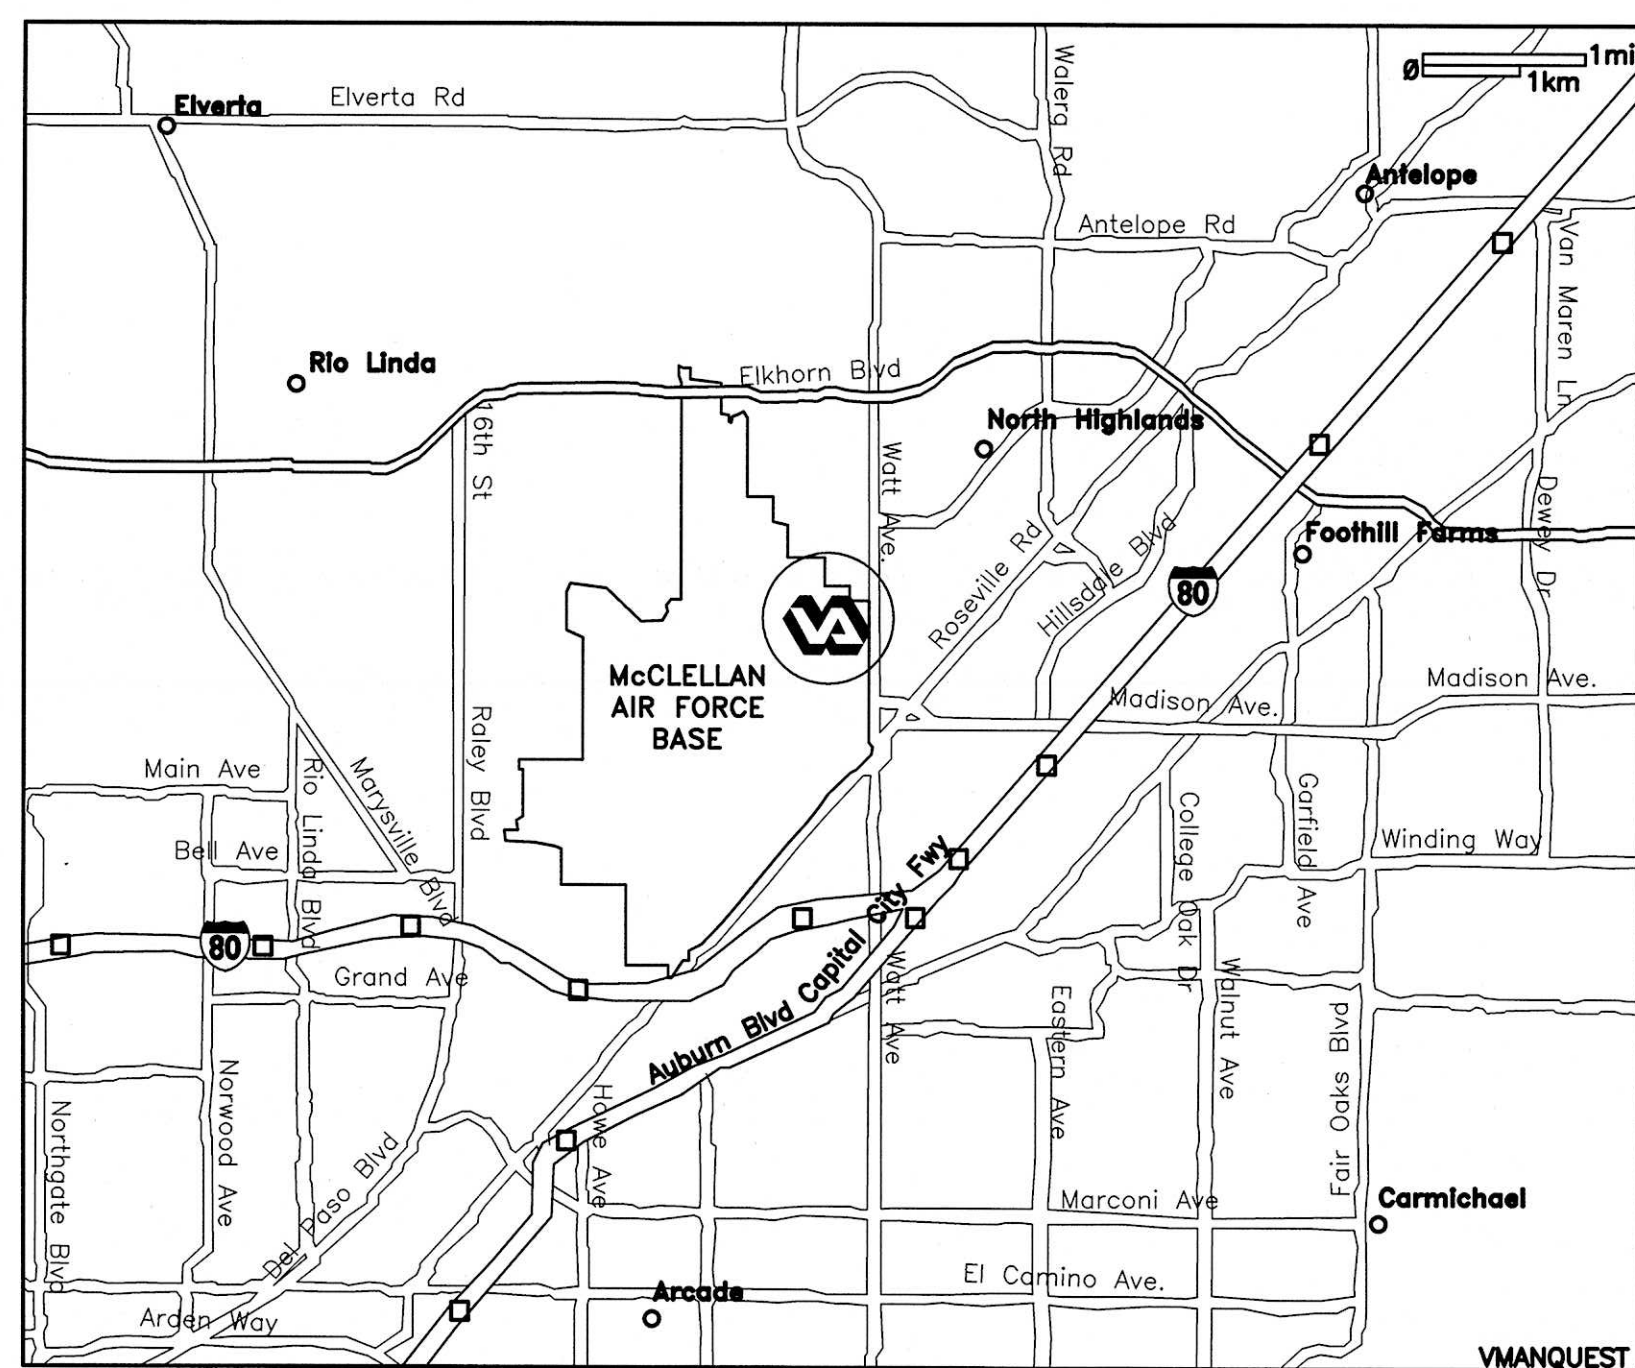 Elverta
Elverta Rd
Walerg Rd
Ø
1mi
1km
Antelope
Antelope Rd
Van Maren Ln
Rio Linda
Elkhorn Blvd
North Highlands
16th St
Watt Ave.
Dewey Dr
Roseville Rd
Hillsdale Blvd
Foothill Farms
80
VA
McCLELLAN
AIR FORCE
BASE
Madison Ave.
Madison Ave.
Raley Blvd
Main Ave
Rio Linda Blvd
Marysville Blvd
College Oak Dr
Garfield Ave
Winding Way
Bell Ave
80
Grand Ave
Auburn Blvd Capital City Fwy
Watt Ave
Eastern Ave
Walnut Ave
Fair Oaks Blvd
Norwood Ave
Northgate Blvd
Howe Ave
Del Paso Blvd
Marconi Ave
Carmichael
El Camino Ave.
Arcade
Arden Way
VMANQUEST